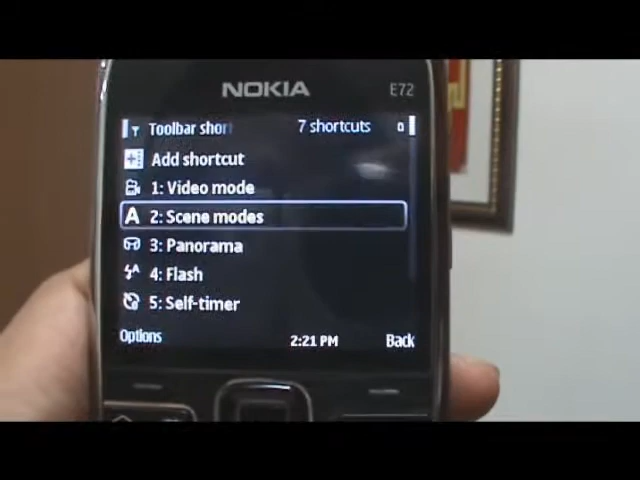 NOKIA E72
Toolbar shor 7 shortcuts
Add shortcut
1: Video mode
A 2: Scene modes
3: Panorama
A 4: Flash
5: Self-timer
Options 2:21 PM Back